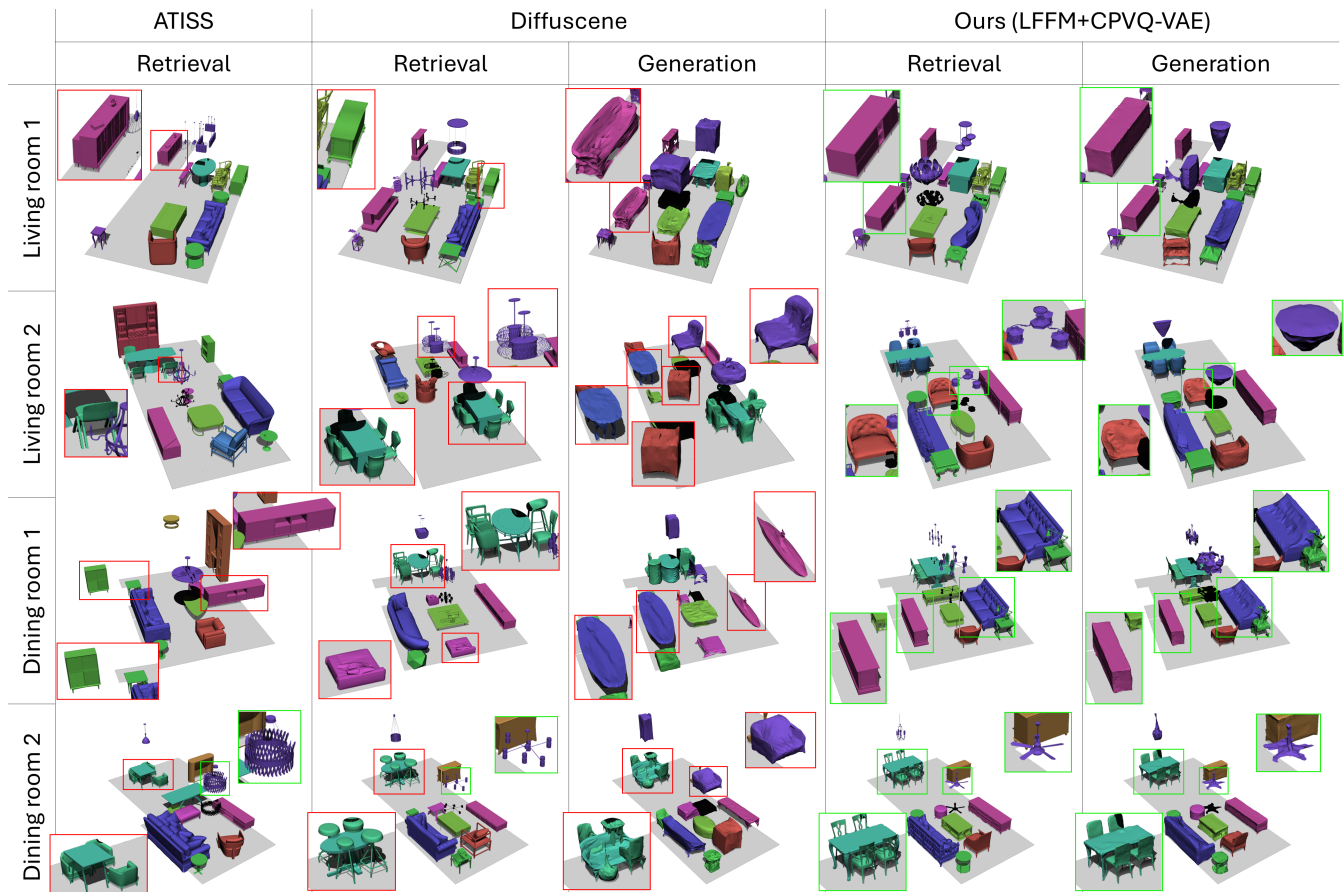 ATISS Diffuscene Ours (LFFM+CPVQ-VAE)
Retrieval Retrieval Generation Retrieval Generation
Living room 1
Living room 2
Dining room 1
Dining room 2